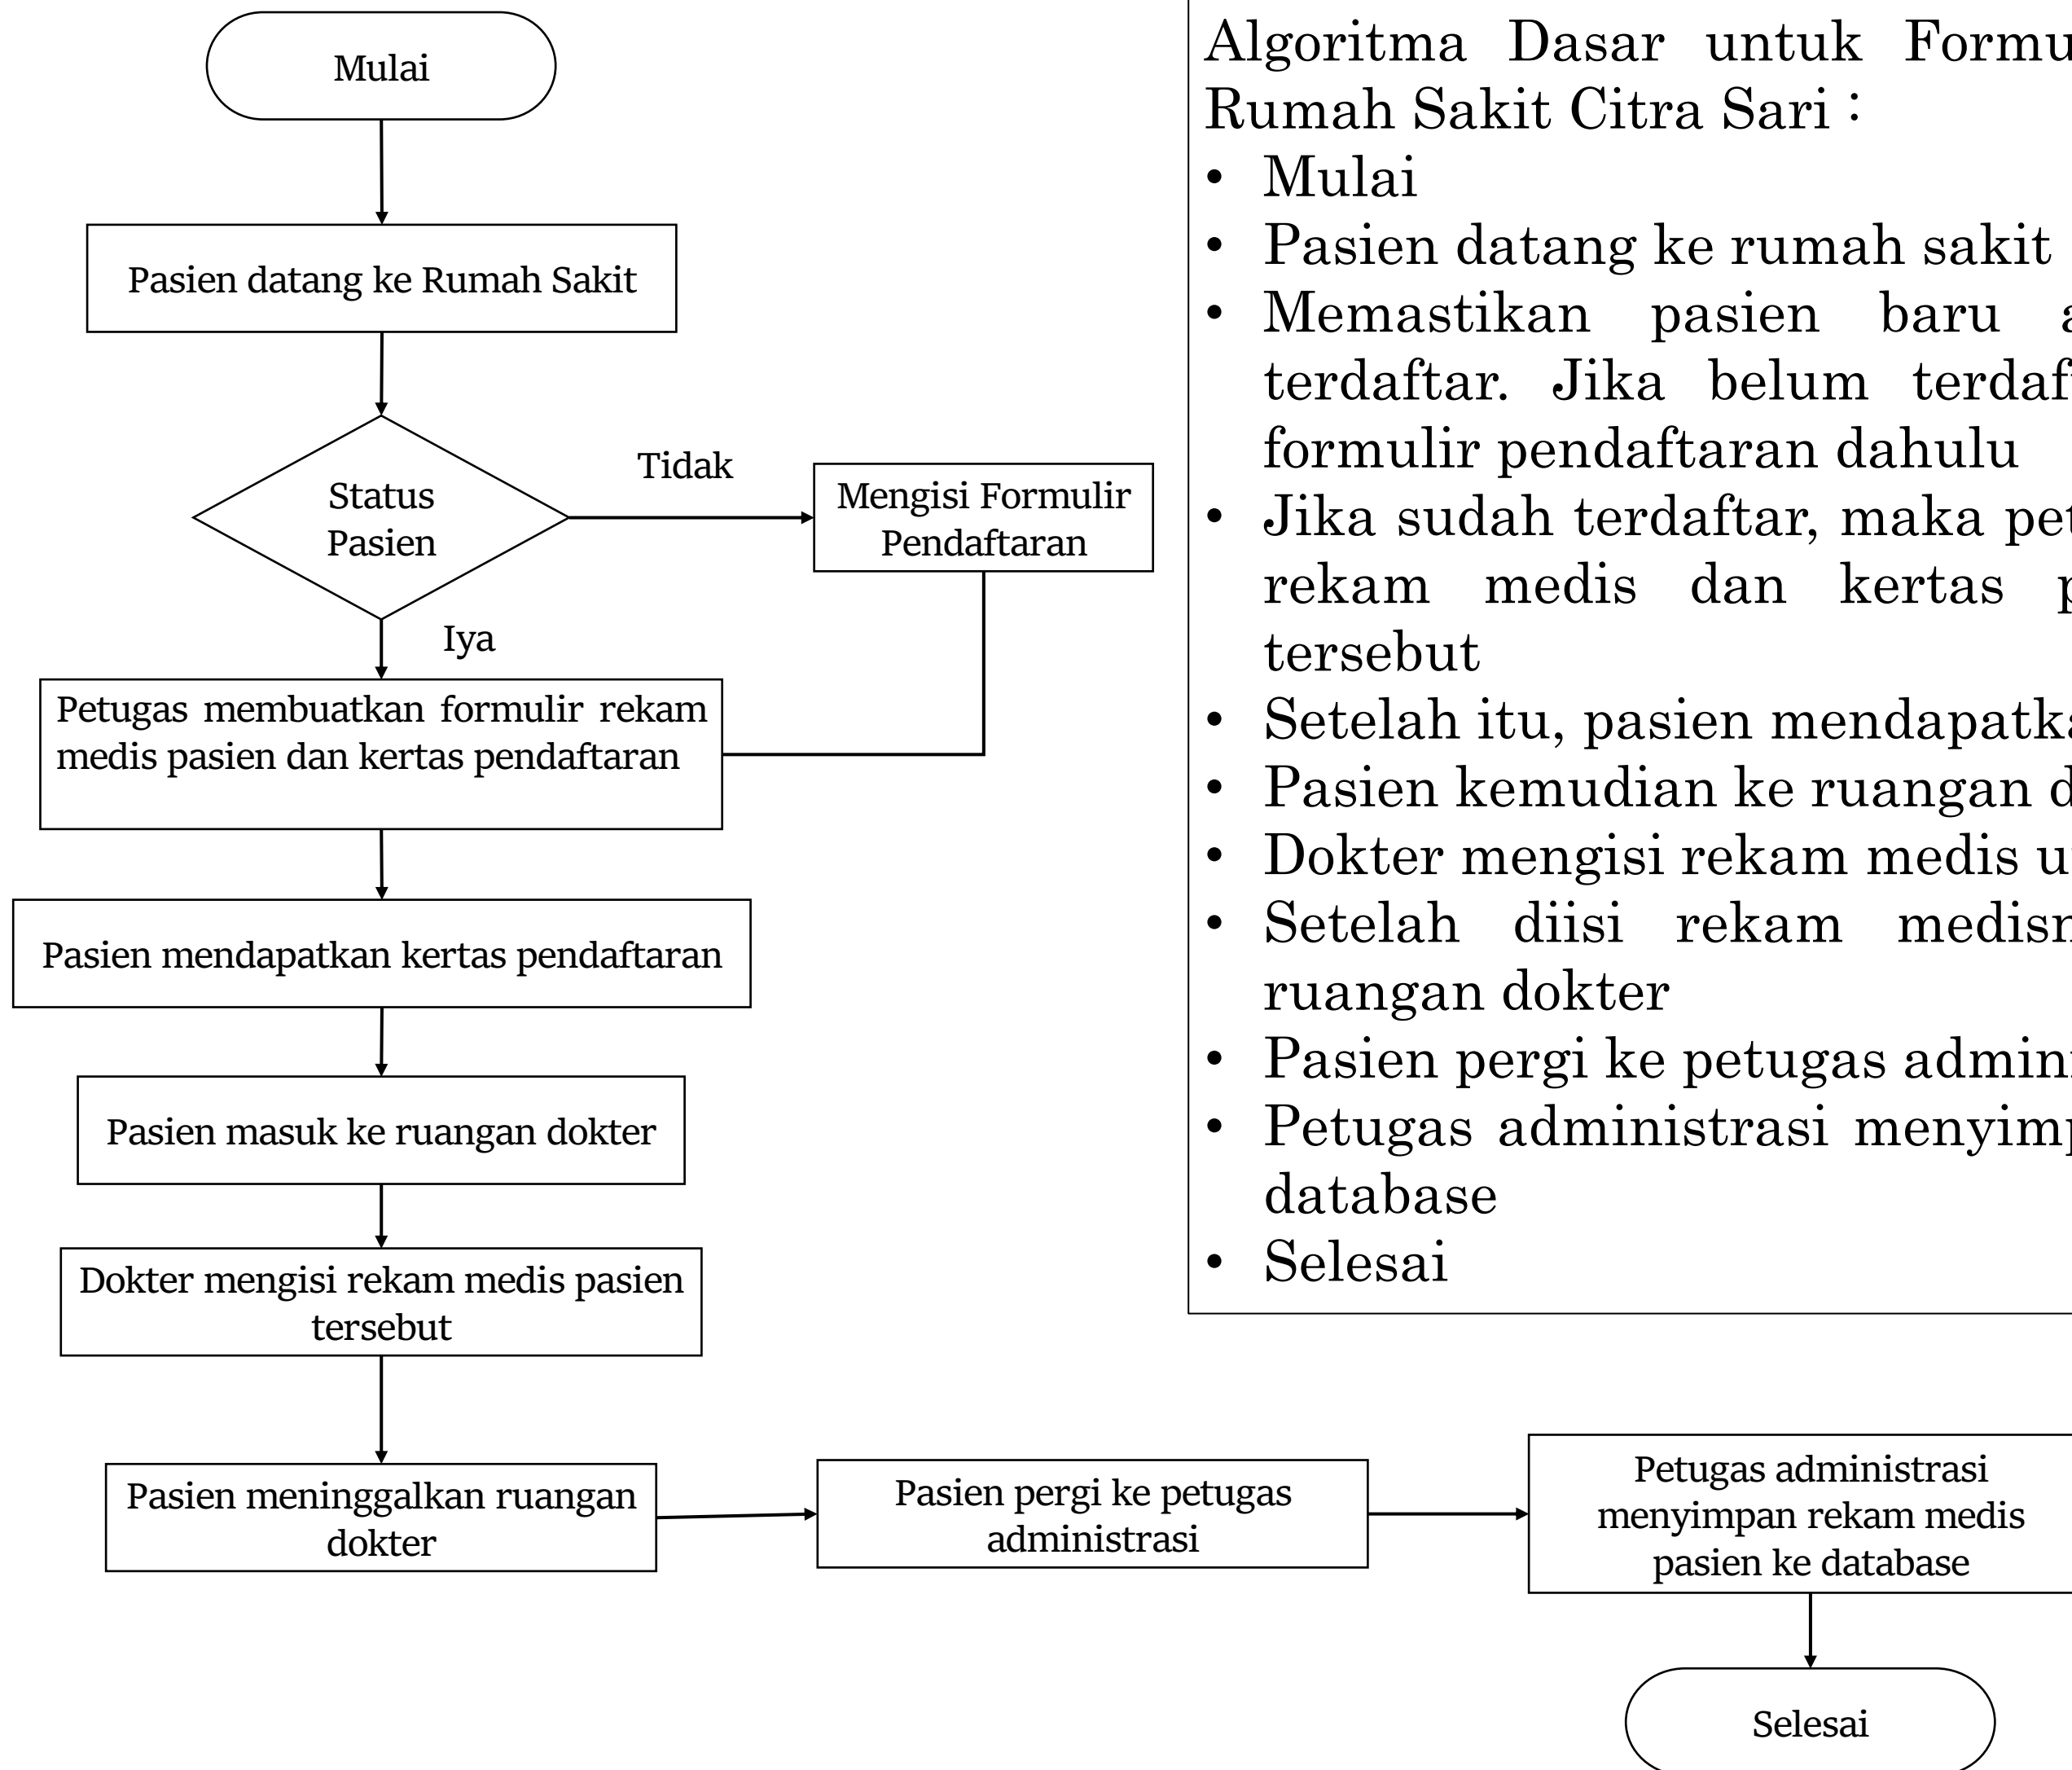 Mulai
Pasien datang ke Rumah Sakit
Status
Pasien
Tidak
Mengisi Formulir
Pendaftaran
Iya
Petugas membuatkan formulir rekam
medis pasien dan kertas pendaftaran
Pasien mendapatkan kertas pendaftaran
Pasien masuk ke ruangan dokter
Dokter mengisi rekam medis pasien
tersebut
Pasien meninggalkan ruangan
dokter
Pasien pergi ke petugas
administrasi
Petugas administrasi
menyimpan rekam medis
pasien ke database
Selesai
Algoritma Dasar untuk
Rumah Sakit Citra Sari :
• Mulai
• Pasien datang ke rumah sakit
• Memastikan pasien baru
terdaftar. Jika belum
formulir pendaftaran dahulu
• Jika sudah terdaftar, maka
rekam medis dan kertas
tersebut
• Setelah itu, pasien
• Pasien kemudian ke ruangan
• Dokter mengisi rekam medis
• Setelah diisi rekam
ruangan dokter
• Pasien pergi ke petugas
• Petugas administrasi
database
• Selesai